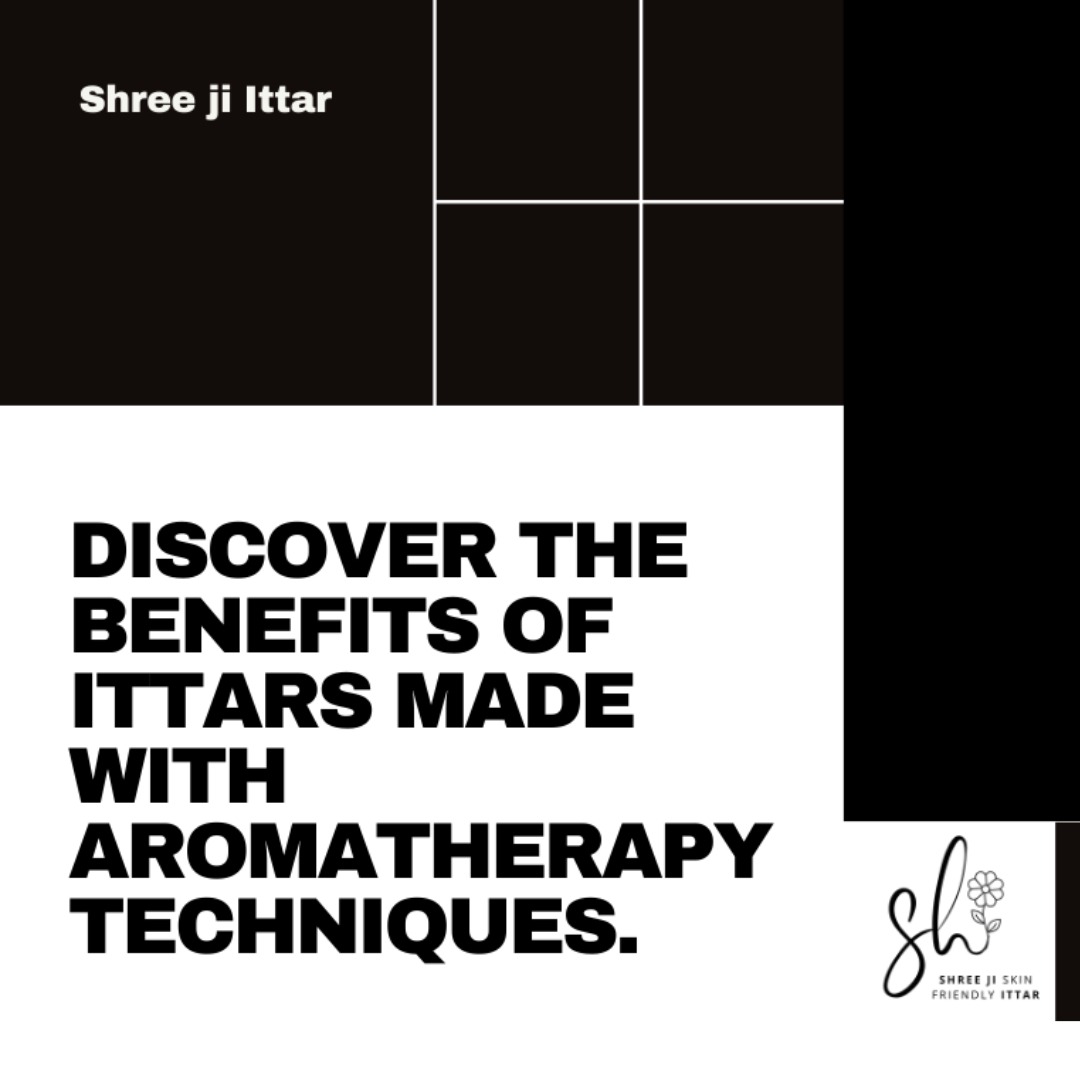 Shree ji Ittar
DISCOVER THE
BENEFITS OF
ITTARS MADE
WITH
AROMATHERAPY
TECHNIQUES.
sh
SHREE JI SKIN
FRIENDLY ITTAR